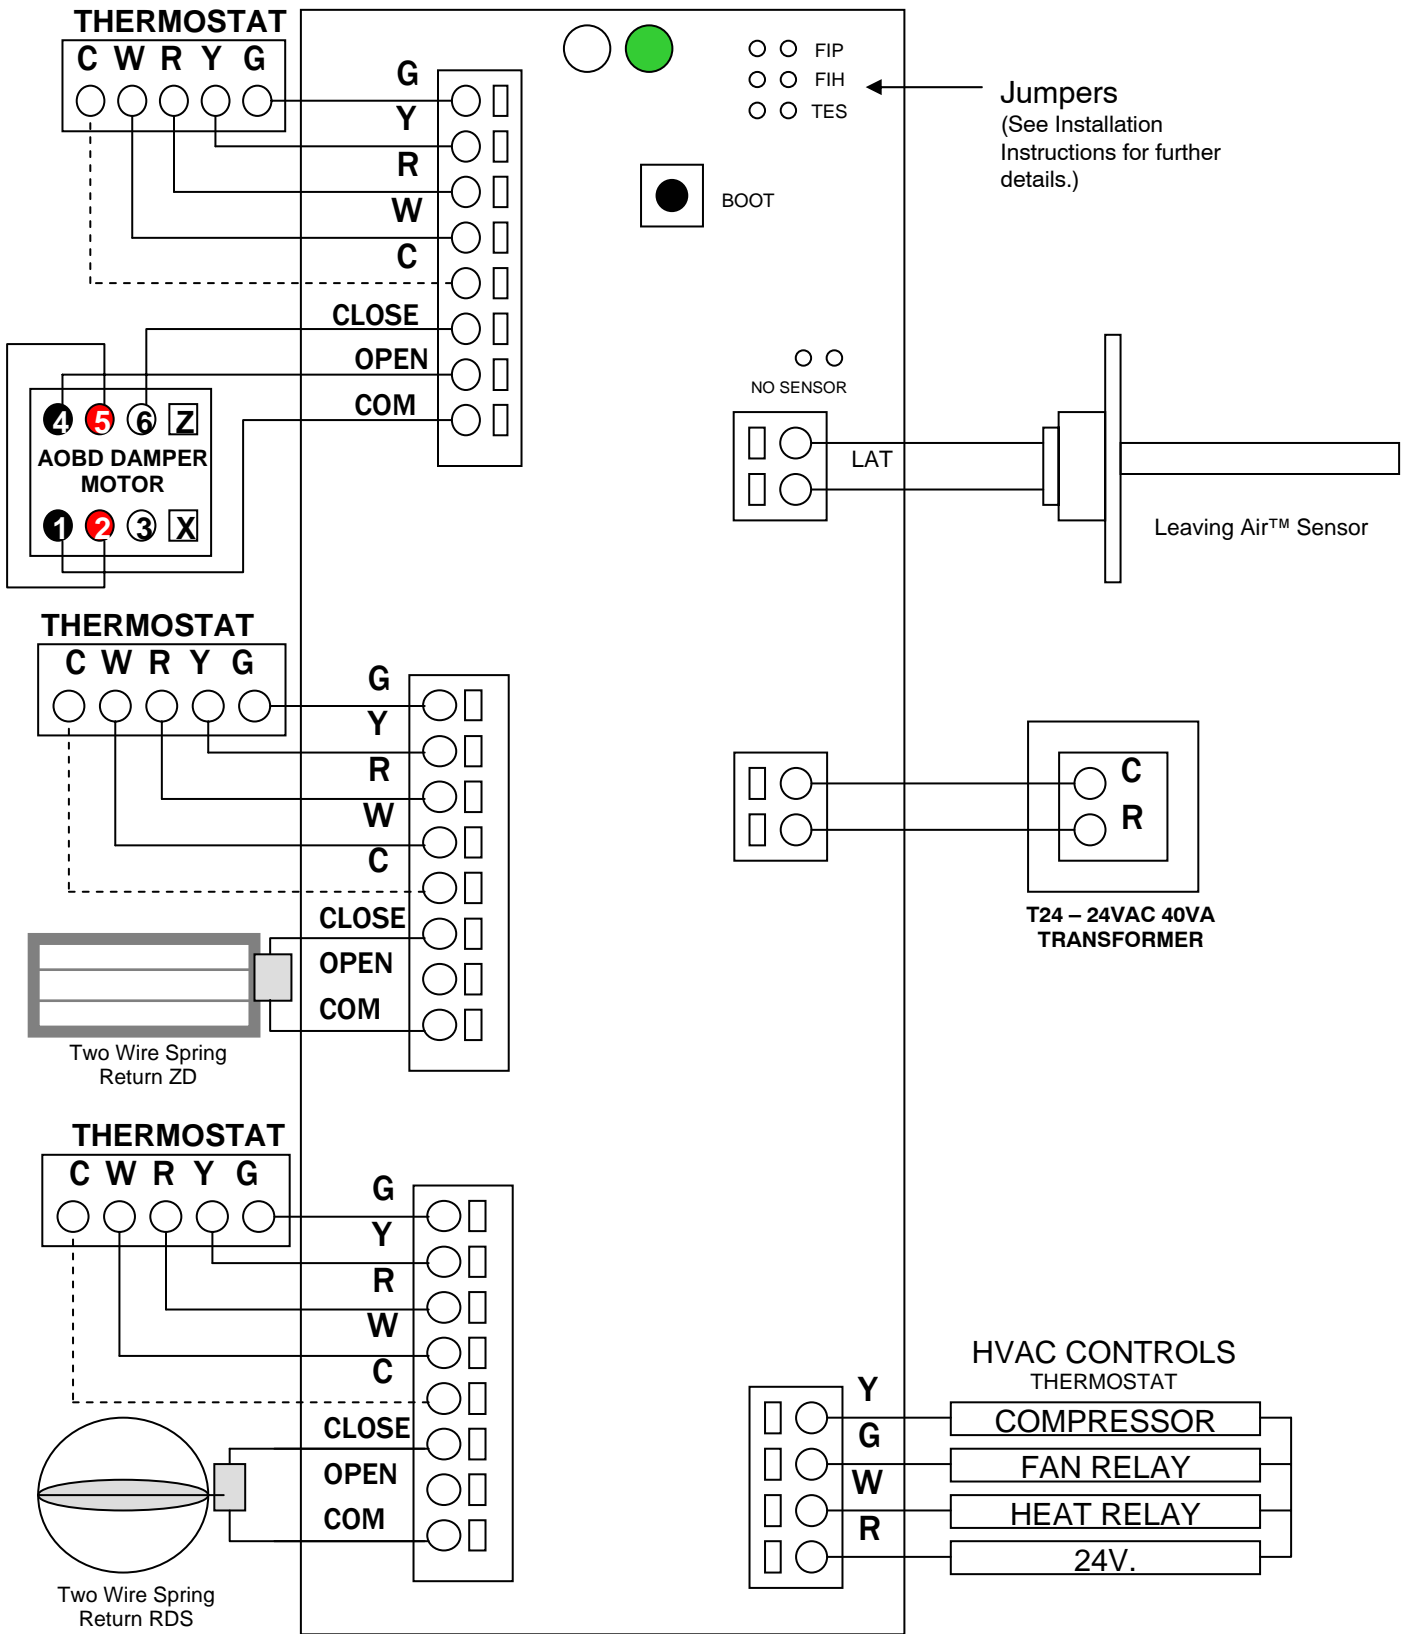 THERMOSTAT
C W R Y G
G
Y
R
W
C
CLOSE
OPEN
COM
4 5 6 Z
AOBD DAMPER
MOTOR
1 2 3 X
FIP
FIH
TES
Jumpers
(See Installation
Instructions for further
details.)
BOOT
NO SENSOR
LAT
Leaving Air™ Sensor
THERMOSTAT
C W R Y G
G
Y
R
W
C
CLOSE
OPEN
COM
Two Wire Spring
Return ZD
C
R
T24 – 24VAC 40VA
TRANSFORMER
THERMOSTAT
C W R Y G
G
Y
R
W
C
CLOSE
OPEN
COM
Two Wire Spring
Return RDS
HVAC CONTROLS
THERMOSTAT
Y
COMPRESSOR
G
FAN RELAY
W
HEAT RELAY
R
24V.